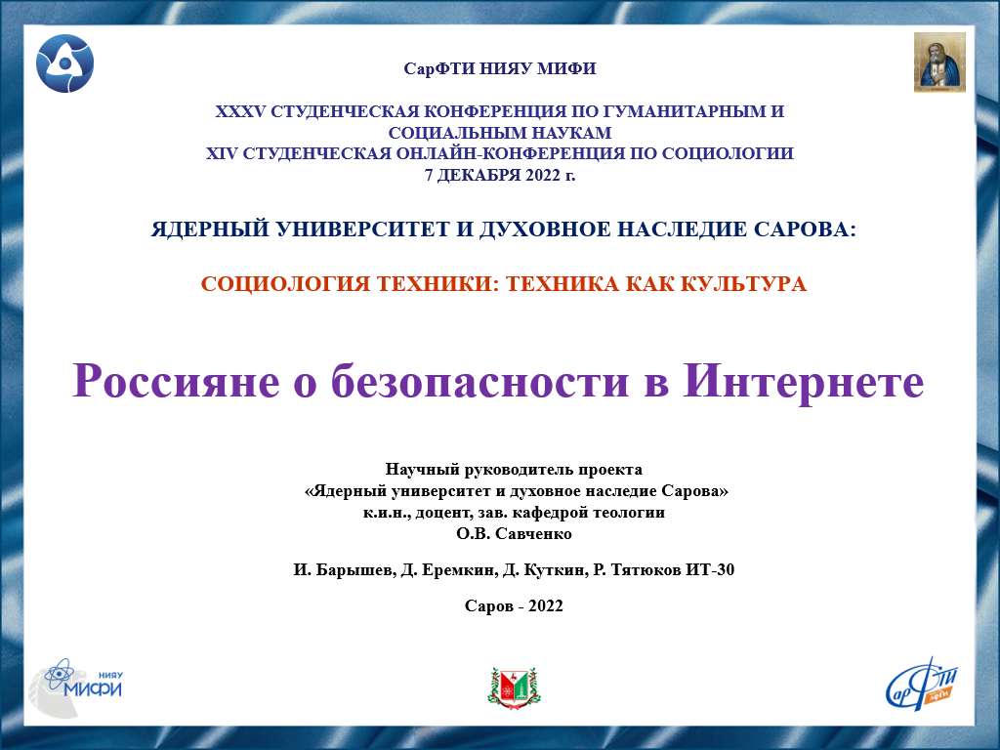 СарФТИ НИЯУ МИФИ
XXXV СТУДЕНЧЕСКАЯ КОНФЕРЕНЦИЯ ПО ГУМАНИТАРНЫМ И
СОЦИАЛЬНЫМ НАУКАМ
XIV СТУДЕНЧЕСКАЯ ОНЛАЙН-КОНФЕРЕНЦИЯ ПО СОЦИОЛОГИИ
7 ДЕКАБРЯ 2022 г.
ЯДЕРНЫЙ УНИВЕРСИТЕТ И ДУХОВНОЕ НАСЛЕДИЕ САРОВА:
СОЦИОЛОГИЯ ТЕХНИКИ: ТЕХНИКА КАК КУЛЬТУРА
Россияне о безопасности в Интернете
Научный руководитель проекта
«Ядерный университет и духовное наследие Сарова»
к.и.н., доцент, зав. кафедрой теологии
О.В. Савченко
И. Барышев, Д. Еремкин, Д. Куткин, Р. Тятюков ИТ-30
Саров - 2022
НИЯУ
МИФИ
СарФТИ
МИФИ